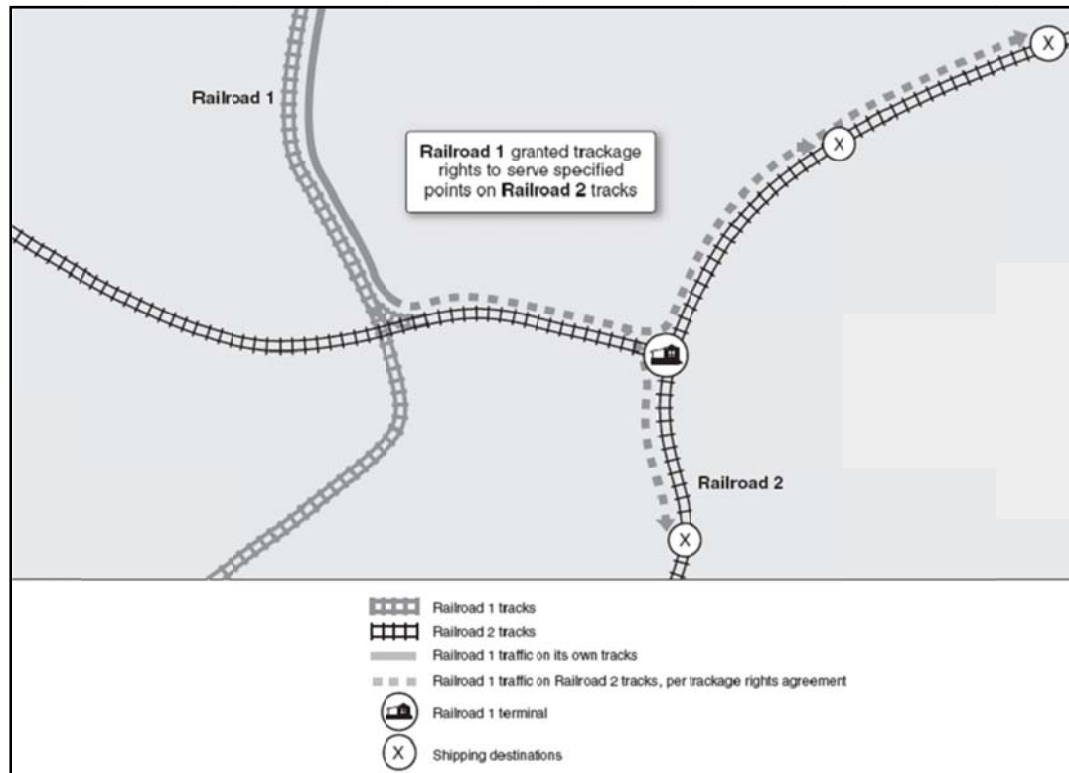 Railroad 1
Railroad 1 granted trackage
rights to serve specified
points on Railroad 2 tracks
X
X
Railroad 2
X
Railroad 1 tracks
Railroad 2 tracks
Railroad 1 traffic on its own tracks
Railroad 1 traffic on Railroad 2 tracks, per trackage rights agreement
Railroad 1 terminal
X Shipping destinations